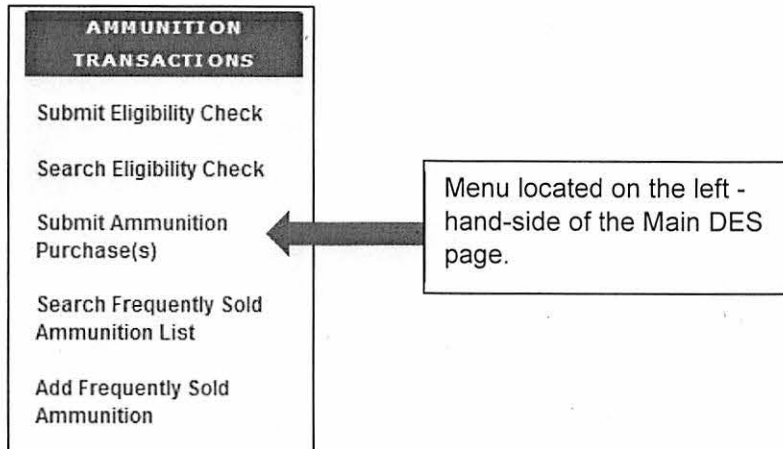 AMMUNITION
TRANSACTIONS
Submit Eligibility Check
Search Eligibility Check
Submit Ammunition
Purchase(s)
Search Frequently Sold
Ammunition List
Add Frequently Sold
Ammunition
Menu located on the left -
hand-side of the Main DES
page.